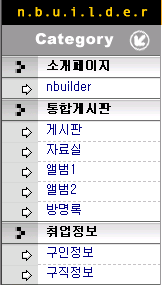 n.b.u.i.l.d.e.r
Category
소개페이지
nbuilder
통합게시판
게시판
자료실
앨범1
앨범2
방명록
취업정보
구인정보
구직정보